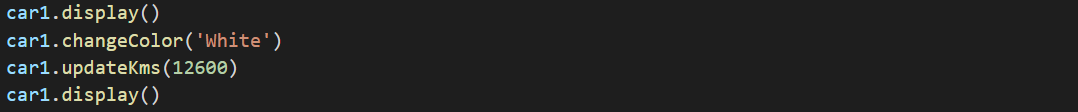 car1.display()
car1.changeColor('White')
car1.updateKms(12600)
car1.display()